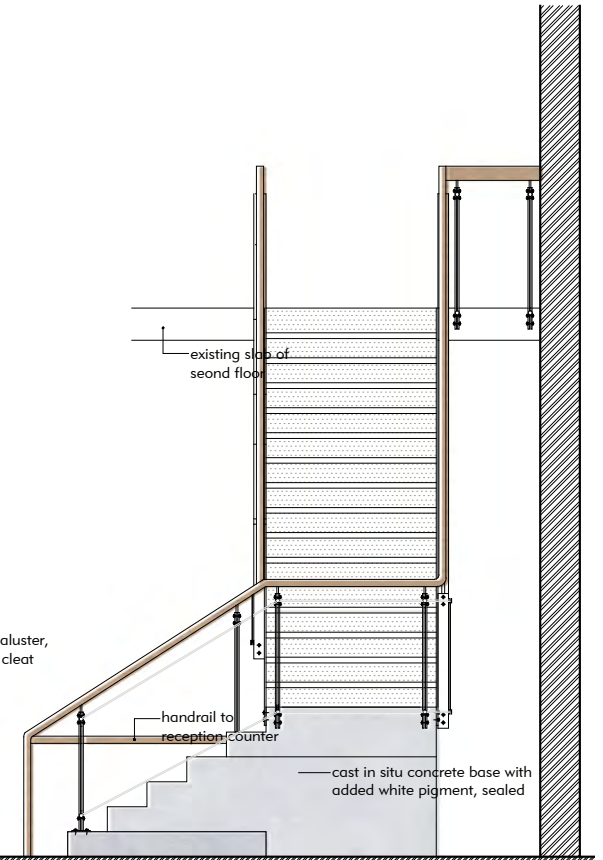 existing slab of
seond floor
aluster,
cleat
handrail to
reception counter
cast in situ concrete base with
added white pigment, sealed